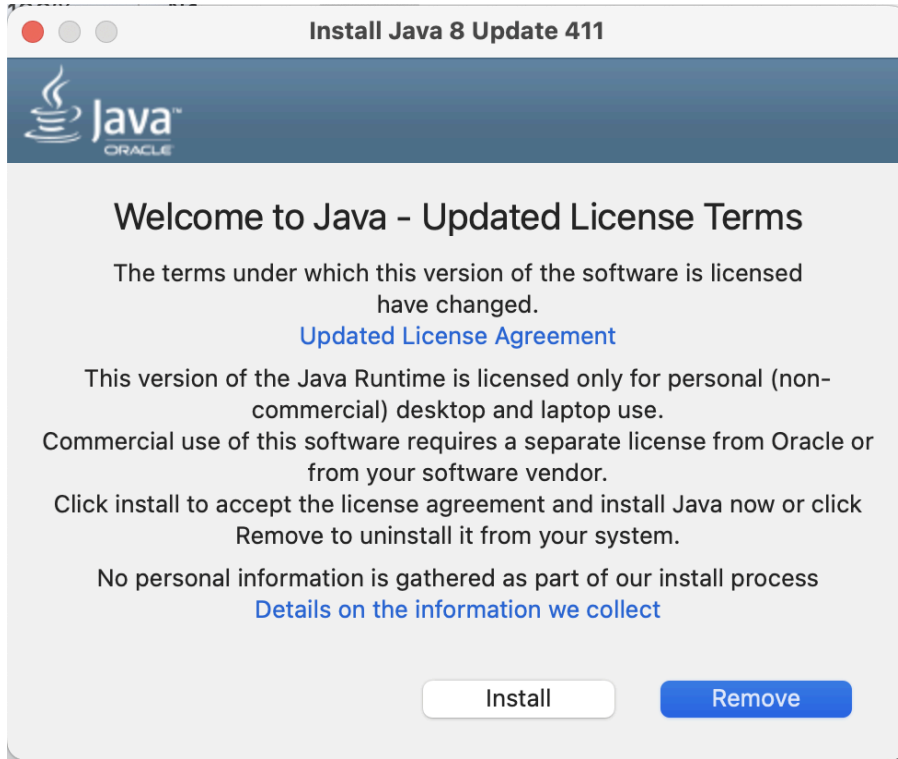 Install Java 8 Update 411
Java™
ORACLE
Welcome to Java - Updated License Terms
The terms under which this version of the software is licensed
have changed.
Updated License Agreement
This version of the Java Runtime is licensed only for personal (non-
commercial) desktop and laptop use.
Commercial use of this software requires a separate license from Oracle or
from your software vendor.
Click install to accept the license agreement and install Java now or click
Remove to uninstall it from your system.
No personal information is gathered as part of our install process
Details on the information we collect
Install Remove